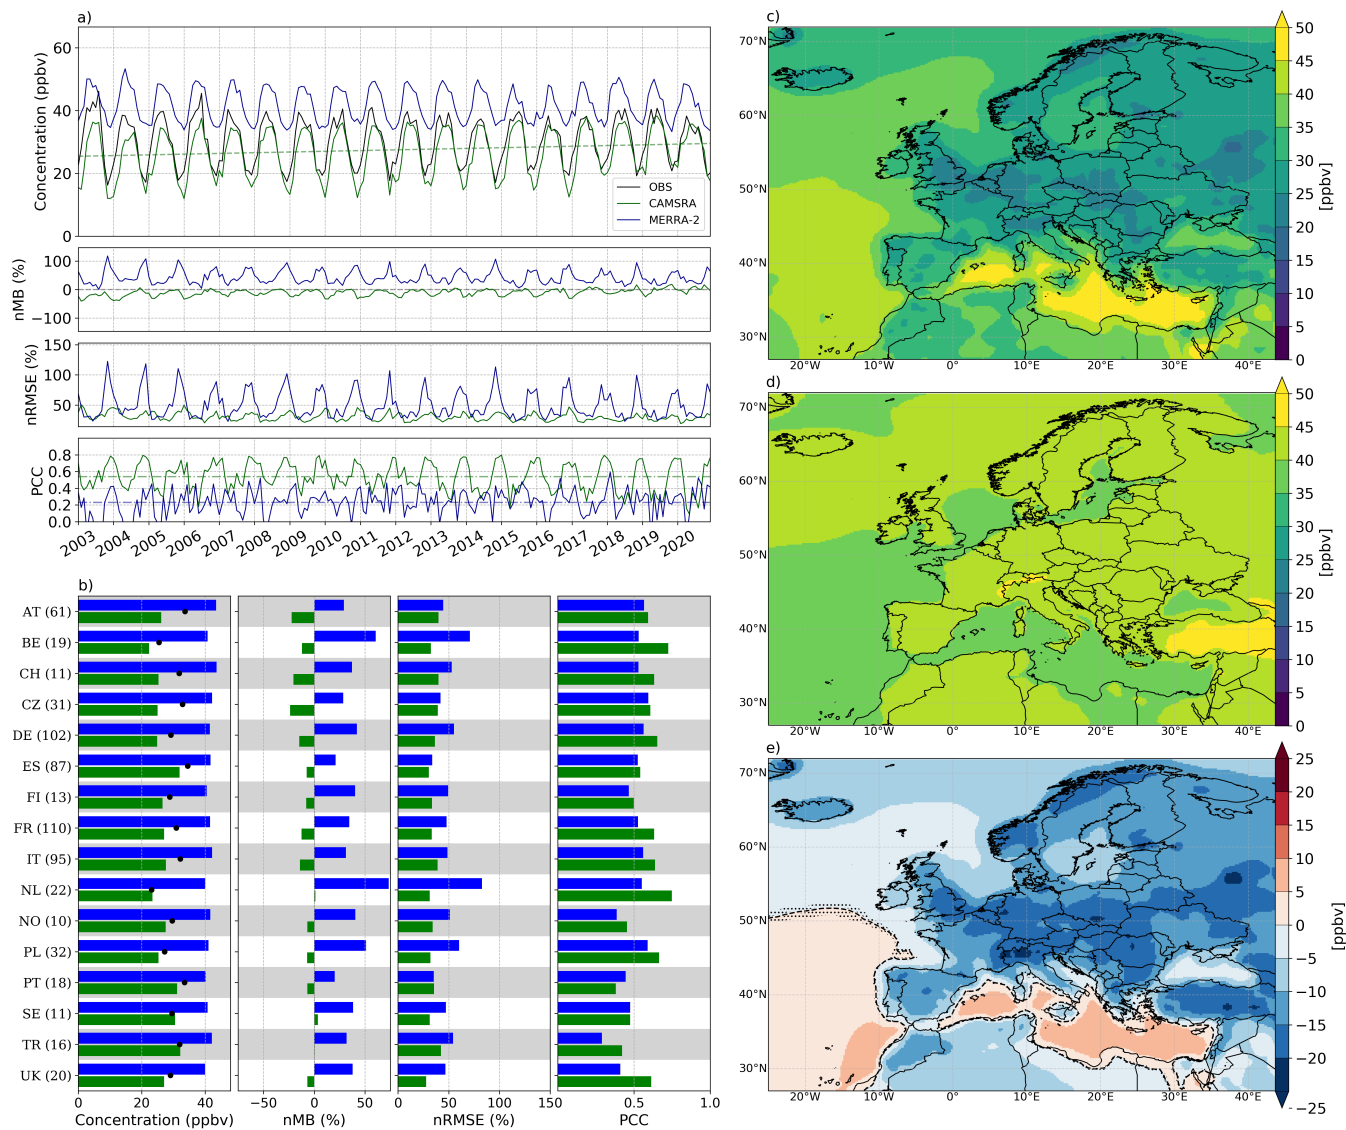 a)
Concentration (ppbv)
60
40
20
0
OBS
CAMSRA
MERRA-2
nMB (%)
100
0
−100
nRMSE (%)
150
100
50
PCC
0.8
0.6
0.4
0.2
0.0
2003 2004 2005 2006 2007 2008 2009 2010 2011 2012 2013 2014 2015 2016 2017 2018 2019 2020
b)
AT (61)
BE (19)
CH (11)
CZ (31)
DE (102)
ES (87)
FI (13)
FR (110)
IT (95)
NL (22)
NO (10)
PL (32)
PT (18)
SE (11)
TR (16)
UK (20)
0 20 40
Concentration (ppbv)
−50 0 50
nMB (%)
0 50 100 150
nRMSE (%)
0.5 1.0
PCC
c)
70°N
60°N
50°N
40°N
30°N
20°W 10°W 0° 10°E 20°E 30°E 40°E
50
45
40
35
30
25
20
15
10
5
0
[ppbv]
d)
70°N
60°N
50°N
40°N
30°N
20°W 10°W 0° 10°E 20°E 30°E 40°E
50
45
40
35
30
25
20
15
10
5
0
[ppbv]
e)
70°N
60°N
50°N
40°N
30°N
20°W 10°W 0° 10°E 20°E 30°E 40°E
25
20
15
10
5
0
−5
−10
−15
−20
−25
[ppbv]